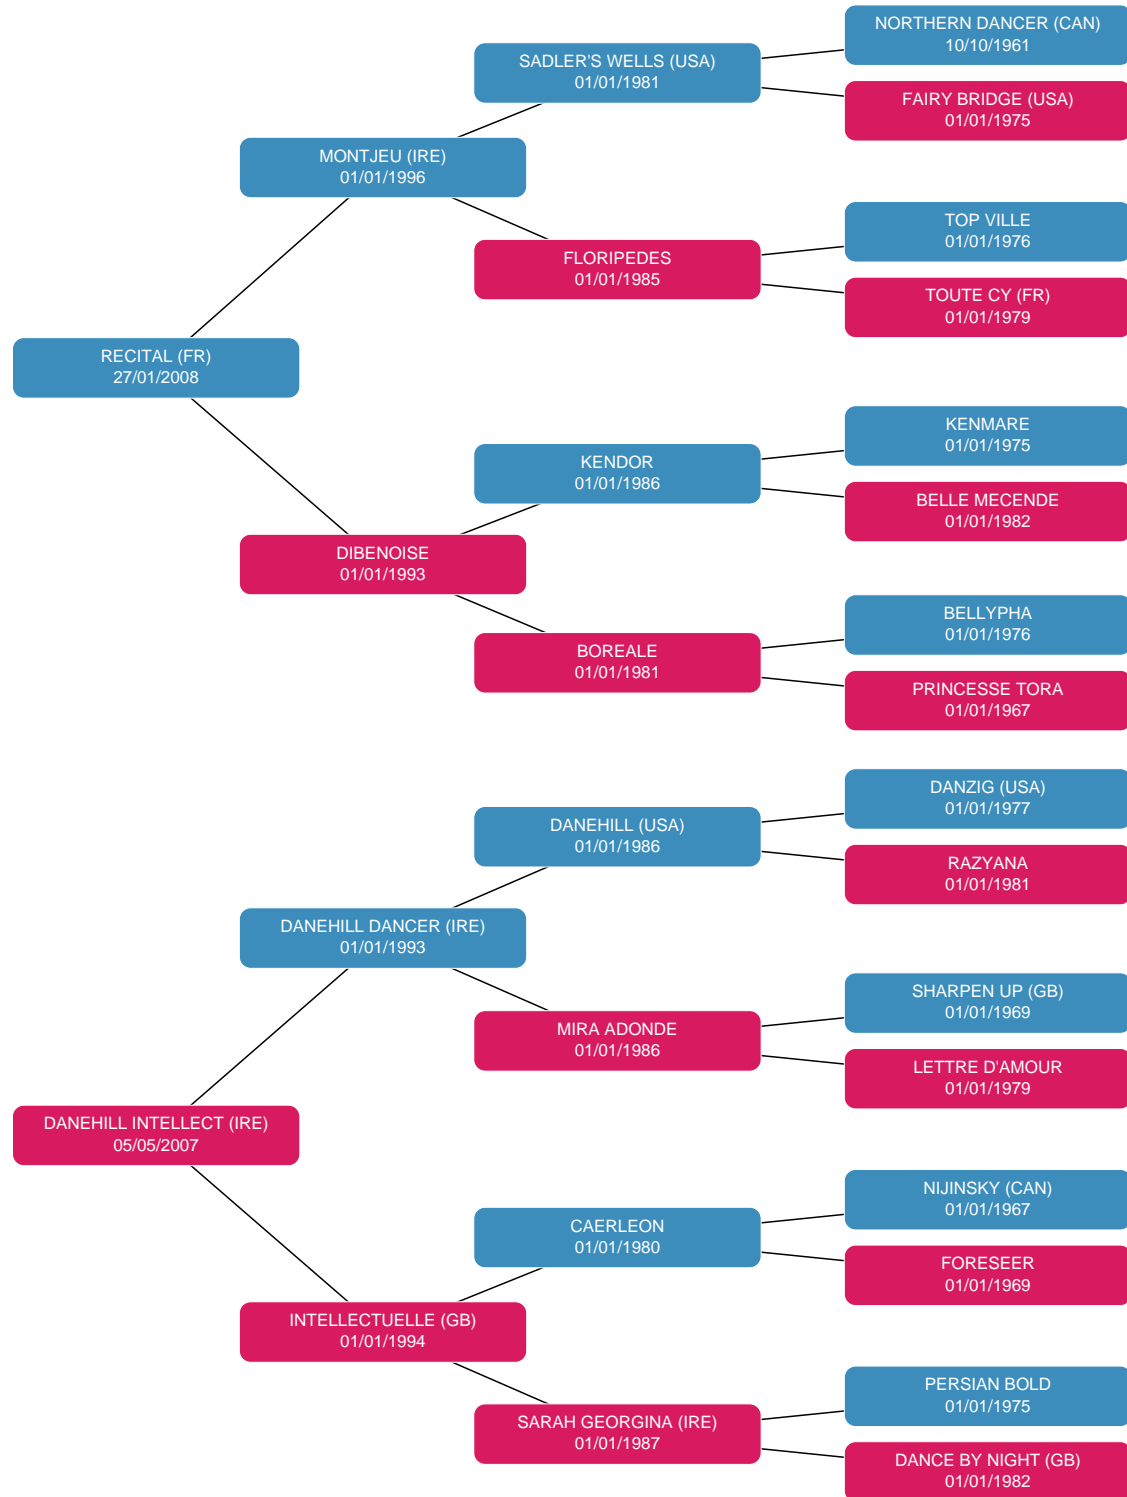 NORTHERN DANCER (CAN)
10/10/1961
SADLER'S WELLS (USA)
01/01/1981
FAIRY BRIDGE (USA)
01/01/1975
MONTJEU (IRE)
01/01/1996
TOP VILLE
01/01/1976
FLORIPEDES
01/01/1985
TOUTE CY (FR)
01/01/1979
RECITAL (FR)
27/01/2008
KENMARE
01/01/1975
KENDOR
01/01/1986
BELLE MECENDE
01/01/1982
DIBENOISE
01/01/1993
BELLYPHA
01/01/1976
BOREALE
01/01/1981
PRINCESSE TORA
01/01/1967
DANZIG (USA)
01/01/1977
DANEHILL (USA)
01/01/1986
RAZYANA
01/01/1981
DANEHILL DANCER (IRE)
01/01/1993
SHARPEN UP (GB)
01/01/1969
MIRA ADONDE
01/01/1986
LETTRE D'AMOUR
01/01/1979
DANEHILL INTELLECT (IRE)
05/05/2007
NIJINSKY (CAN)
01/01/1967
CAERLEON
01/01/1980
FORESEER
01/01/1969
INTELLECTUELLE (GB)
01/01/1994
PERSIAN BOLD
01/01/1975
SARAH GEORGINA (IRE)
01/01/1987
DANCE BY NIGHT (GB)
01/01/1982